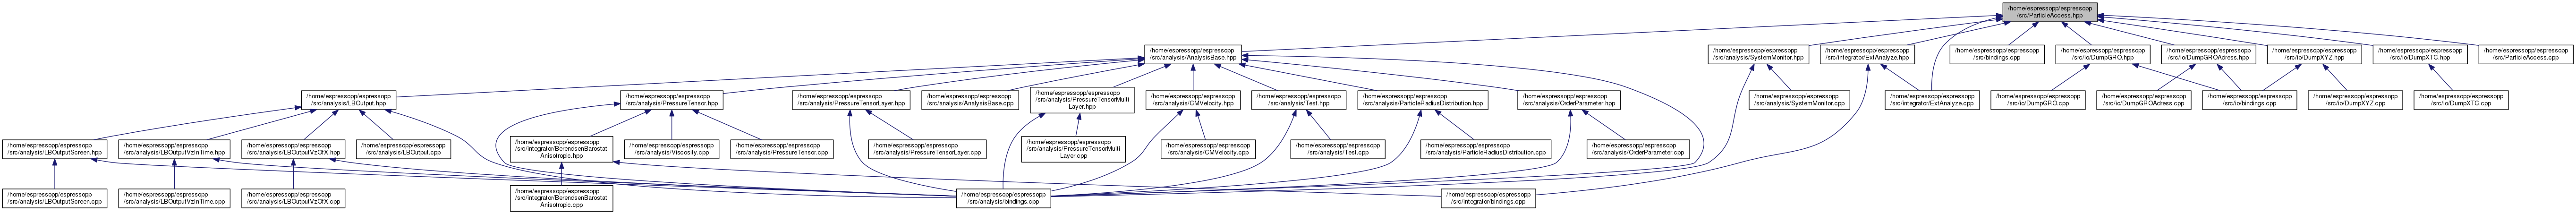 /home/espressopp/espressopp
/src/ParticleAccess.hpp
/home/espressopp/espressopp
/src/analysis/AnalysisBase.hpp
/home/espressopp/espressopp
/src/analysis/SystemMonitor.hpp
/home/espressopp/espressopp
/src/integrator/ExtAnalyze.hpp
/home/espressopp/espressopp
/src/bindings.cpp
/home/espressopp/espressopp
/src/io/DumpGRO.hpp
/home/espressopp/espressopp
/src/io/DumpGROAdress.hpp
/home/espressopp/espressopp
/src/io/DumpXYZ.hpp
/home/espressopp/espressopp
/src/io/DumpXTC.hpp
/home/espressopp/espressopp
/src/ParticleAccess.cpp
/home/espressopp/espressopp
/src/analysis/LBOutput.hpp
/home/espressopp/espressopp
/src/analysis/PressureTensor.hpp
/home/espressopp/espressopp
/src/analysis/PressureTensorLayer.hpp
/home/espressopp/espressopp
/src/analysis/AnalysisBase.cpp
/home/espressopp/espressopp
/src/analysis/PressureTensorMulti
Layer.hpp
/home/espressopp/espressopp
/src/analysis/CMVelocity.hpp
/home/espressopp/espressopp
/src/analysis/Test.hpp
/home/espressopp/espressopp
/src/analysis/ParticleRadiusDistribution.hpp
/home/espressopp/espressopp
/src/analysis/OrderParameter.hpp
/home/espressopp/espressopp
/src/analysis/SystemMonitor.cpp
/home/espressopp/espressopp
/src/integrator/ExtAnalyze.cpp
/home/espressopp/espressopp
/src/io/DumpGRO.cpp
/home/espressopp/espressopp
/src/io/DumpGROAdress.cpp
/home/espressopp/espressopp
/src/io/bindings.cpp
/home/espressopp/espressopp
/src/io/DumpXYZ.cpp
/home/espressopp/espressopp
/src/io/DumpXTC.cpp
/home/espressopp/espressopp
/src/analysis/LBOutputScreen.hpp
/home/espressopp/espressopp
/src/analysis/LBOutputVzInTime.hpp
/home/espressopp/espressopp
/src/analysis/LBOutputVzOfX.hpp
/home/espressopp/espressopp
/src/analysis/LBOutput.cpp
/home/espressopp/espressopp
/src/integrator/BerendsenBarostat
Anisotropic.hpp
/home/espressopp/espressopp
/src/analysis/Viscosity.cpp
/home/espressopp/espressopp
/src/analysis/PressureTensor.cpp
/home/espressopp/espressopp
/src/analysis/PressureTensorLayer.cpp
/home/espressopp/espressopp
/src/analysis/PressureTensorMulti
Layer.cpp
/home/espressopp/espressopp
/src/analysis/CMVelocity.cpp
/home/espressopp/espressopp
/src/analysis/Test.cpp
/home/espressopp/espressopp
/src/analysis/ParticleRadiusDistribution.cpp
/home/espressopp/espressopp
/src/analysis/OrderParameter.cpp
/home/espressopp/espressopp
/src/analysis/LBOutputScreen.cpp
/home/espressopp/espressopp
/src/analysis/LBOutputVzInTime.cpp
/home/espressopp/espressopp
/src/analysis/LBOutputVzOfX.cpp
/home/espressopp/espressopp
/src/integrator/BerendsenBarostat
Anisotropic.cpp
/home/espressopp/espressopp
/src/analysis/bindings.cpp
/home/espressopp/espressopp
/src/integrator/bindings.cpp